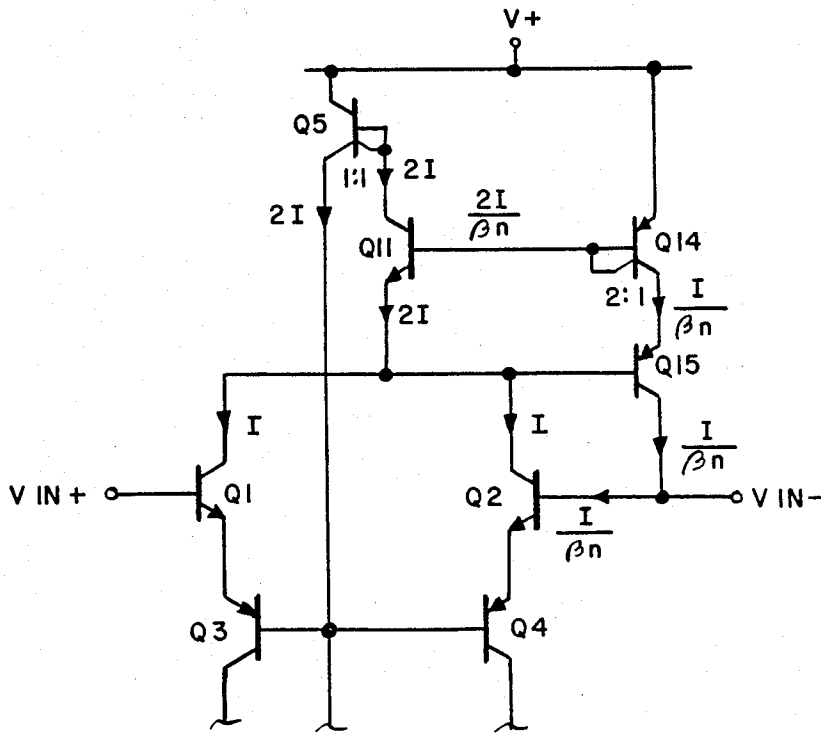 V+
Q5
1:1
2I
2I
2I
βn
Q11
Q14
2:1
I
βn
2I
Q15
I
I
I
βn
V IN +
Q1
Q2
I
βn
V IN-
Q3
Q4